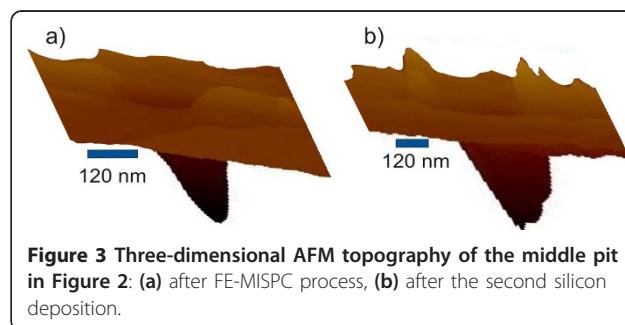 a)
b)
120 nm
120 nm
Figure 3 Three-dimensional AFM topography of the middle pit
in Figure 2: (a) after FE-MISPC process, (b) after the second silicon
deposition.